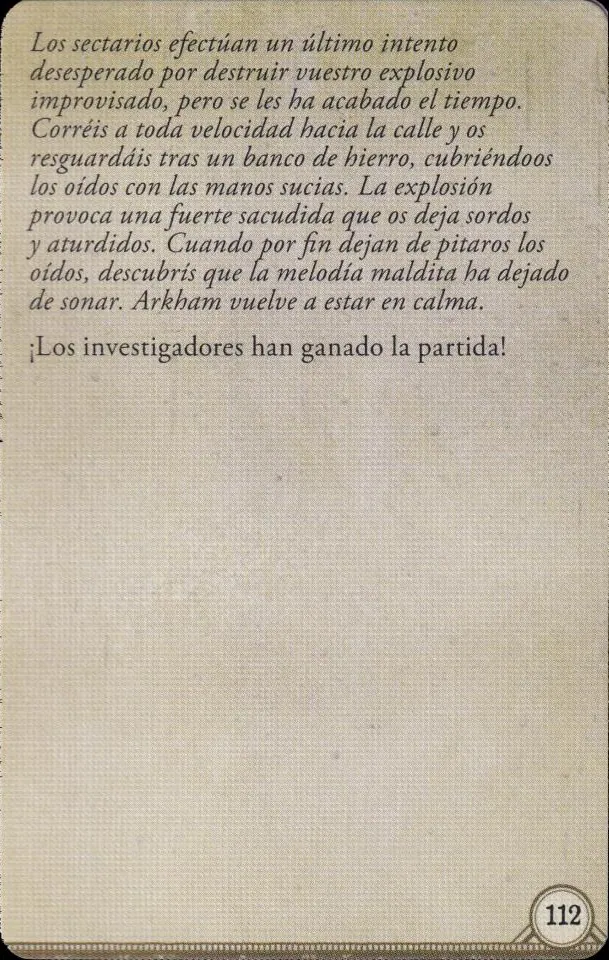 Los sectarios efectúan un último intento
desesperado por destruir vuestro explosivo
improvisado, pero se les ha acabado el tiempo.
Corréis a toda velocidad hacia la calle y os
resguardáis tras un banco de hierro, cubriéndoos
los oídos con las manos sucias. La explosión
provoca una fuerte sacudida que os deja sordos
y aturdidos. Cuando por fin dejan de pitaros los
oídos, descubrís que la melodía maldita ha dejado
de sonar. Arkham vuelve a estar en calma.
¡Los investigadores han ganado la partida!
112